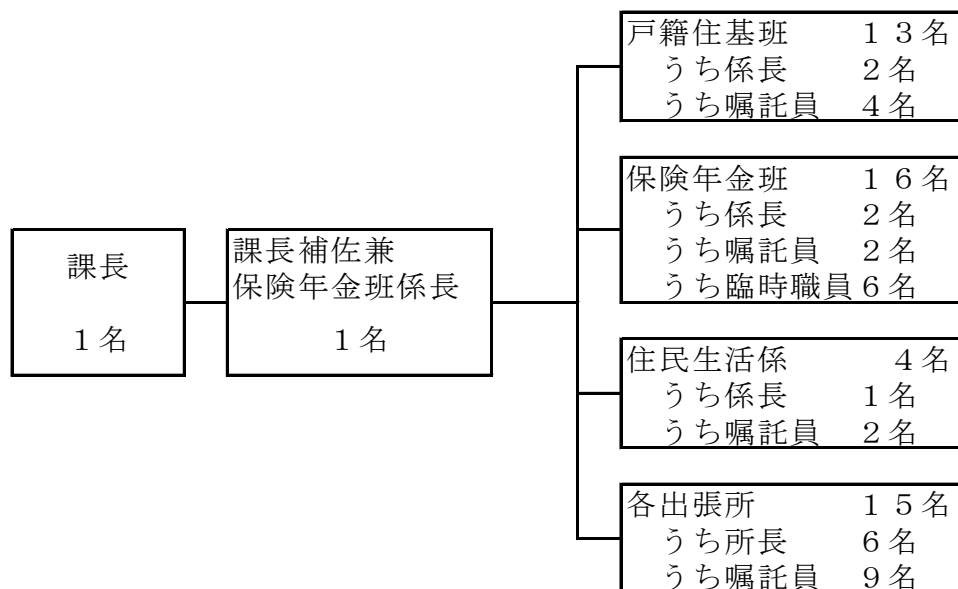 課長
１名
課長補佐兼
保険年金班係長
１名
戸籍住基班　１３名
うち係長　２名
うち嘱託員　４名
保険年金班　１６名
うち係長　２名
うち嘱託員　２名
うち臨時職員６名
住民生活係　４名
うち係長　１名
うち嘱託員　２名
各出張所　１５名
うち所長　６名
うち嘱託員　９名